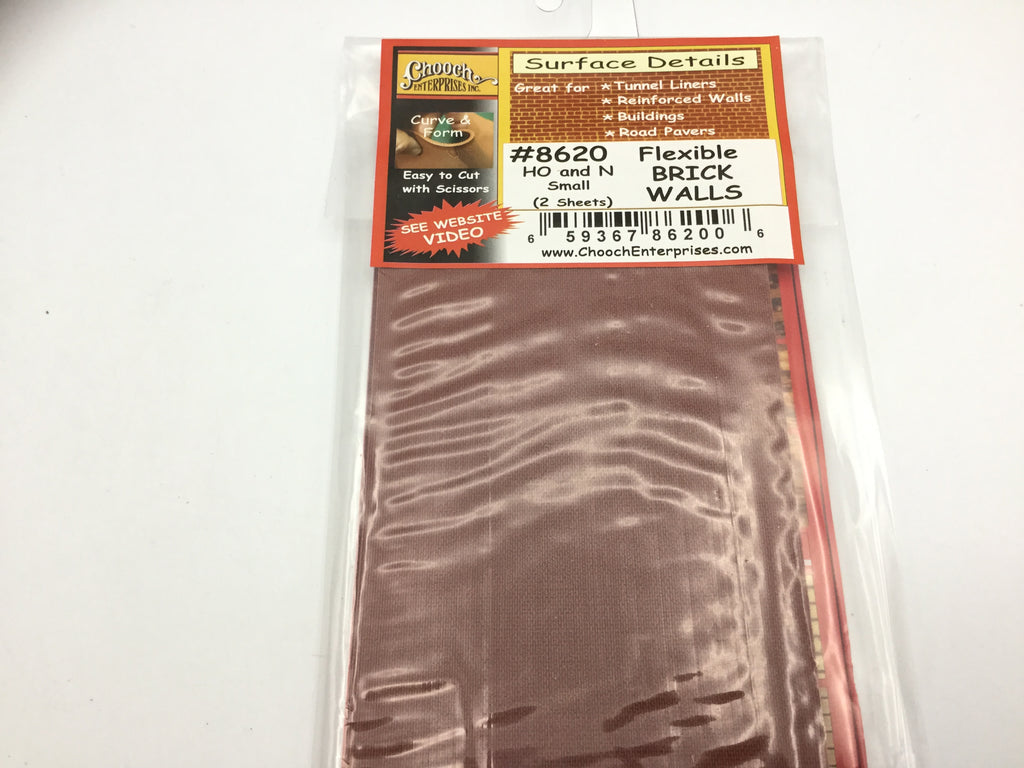 Chooch
ENTERPRISES INC.
Curve &
Form
Easy to Cut
with Scissors
SEE WEBSITE
VIDEO
Surface Details
Great for * Tunnel Liners
* Reinforced Walls
* Buildings
* Road Pavers
#8620
HO and N
Small
(2 Sheets)
Flexible
BRICK
WALLS
6 59367 86200 6
www.ChoochEnterprises.com